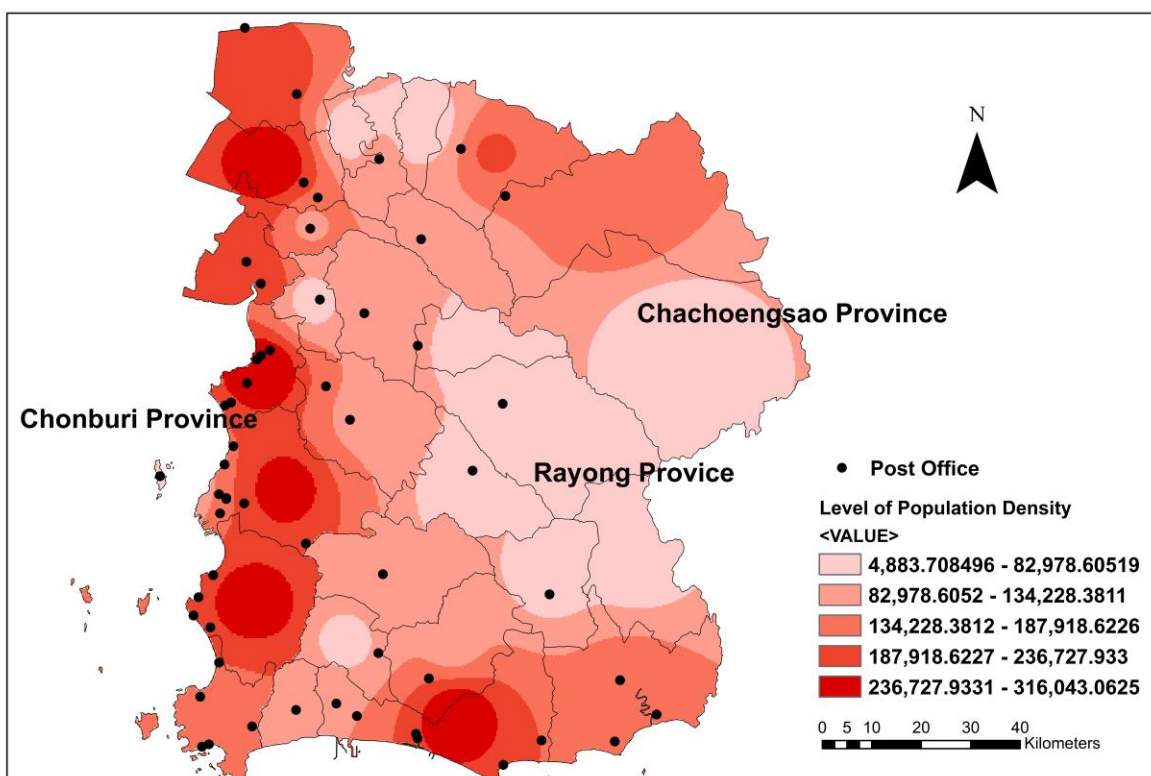 N
Chachoengsao Province
Chonburi Province
Rayong Provice
Post Office
Level of Population Density
<VALUE>
4,883.708496 - 82,978.60519
82,978.6052 - 134,228.3811
134,228.3812 - 187,918.6226
187,918.6227 - 236,727.933
236,727.9331 - 316,043.0625
0 5 10 20 30 40
Kilometers